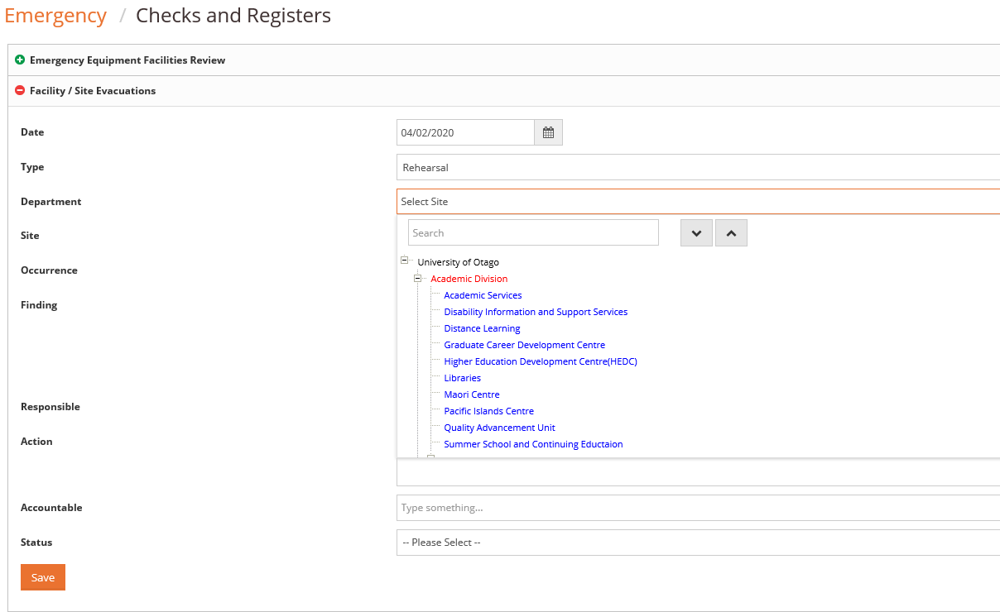 Emergency / Checks and Registers
Emergency Equipment Facilities Review
Facility / Site Evacuations
Date
04/02/2020
Type
Rehearsal
Department
Select Site
Site
Search
Occurrence
University of Otago
Academic Division
Finding
Academic Services
Disability Information and Support Services
Distance Learning
Graduate Career Development Centre
Higher Education Development Centre(HEDC)
Libraries
Maori Centre
Pacific Islands Centre
Responsible
Quality Advancement Unit
Action
Summer School and Continuing Eductaion
Accountable
Type something...
Status
-- Please Select --
Save